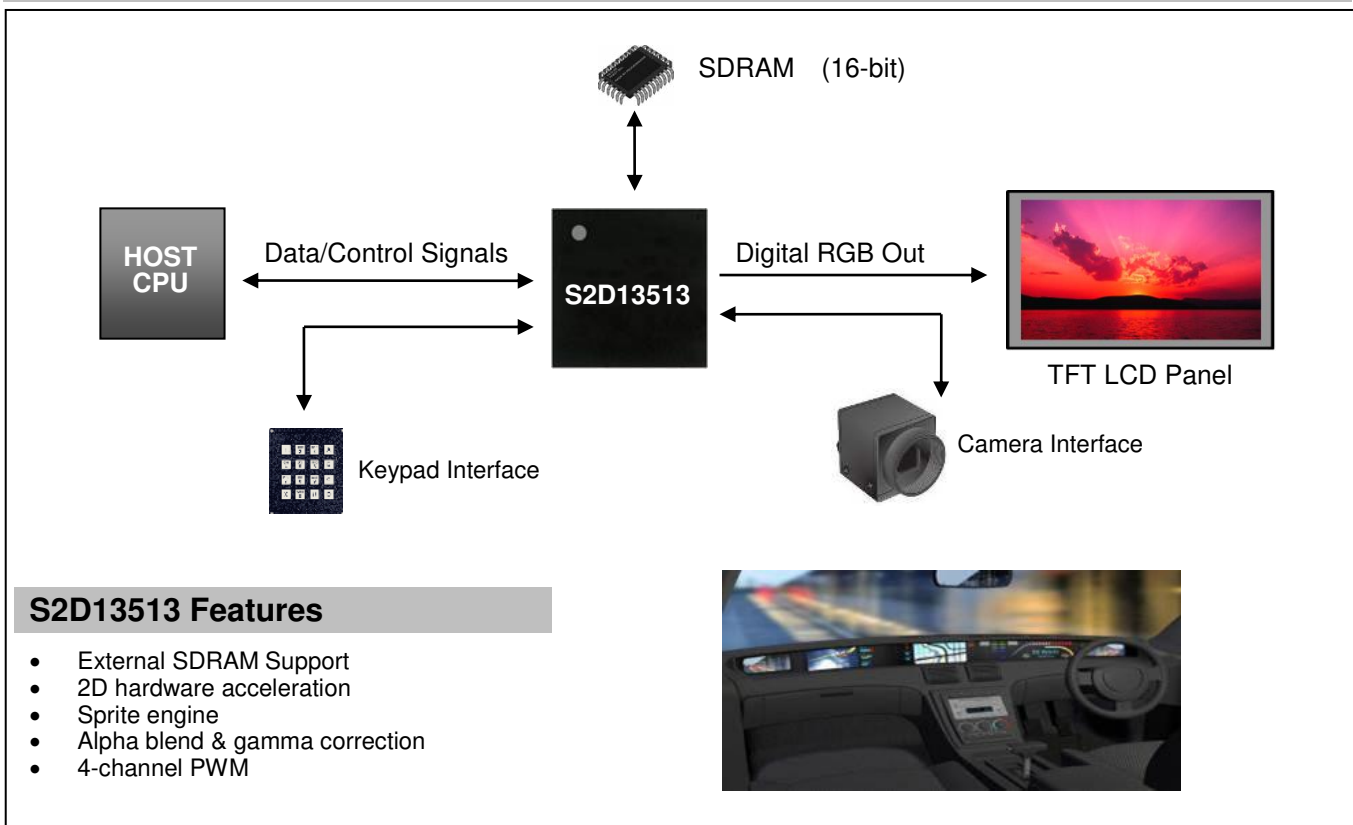 SDRAM (16-bit)
HOST
CPU
Data/Control Signals
S2D13513
Digital RGB Out
TFT LCD Panel
Keypad Interface
Camera Interface
S2D13513 Features
• External SDRAM Support
• 2D hardware acceleration
• Sprite engine
• Alpha blend & gamma correction
• 4-channel PWM